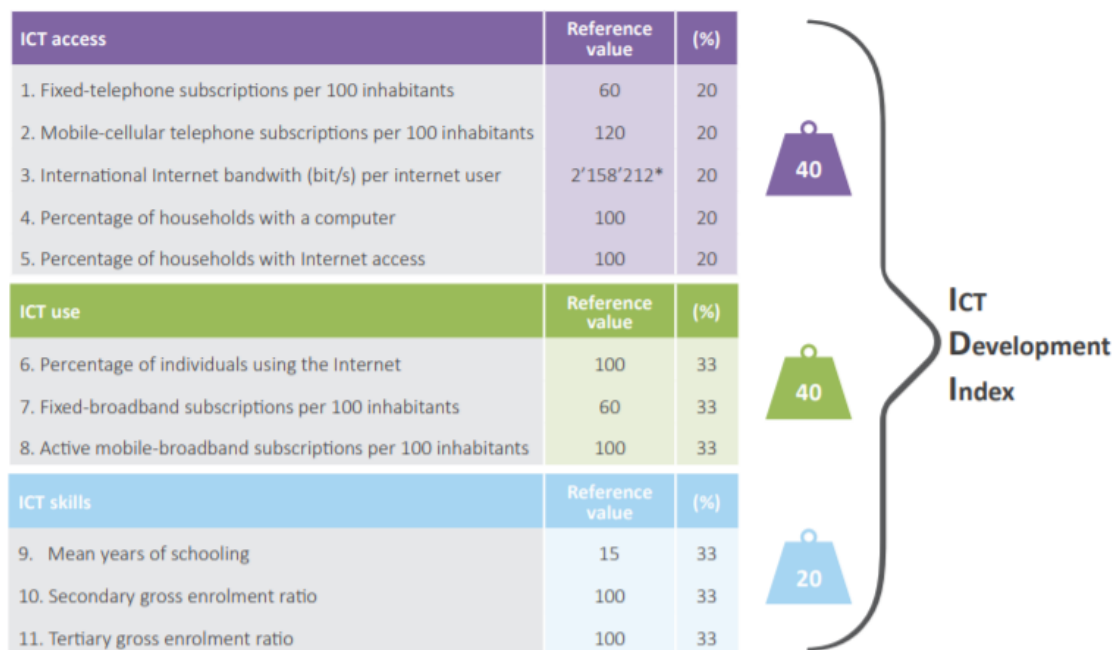 ICT access Reference value (%)
1. Fixed-telephone subscriptions per 100 inhabitants 60 20
2. Mobile-cellular telephone subscriptions per 100 inhabitants 120 20
3. International Internet bandwith (bit/s) per internet user 2'158'212* 20
4. Percentage of households with a computer 100 20
5. Percentage of households with Internet access 100 20
40
ICT use Reference value (%)
6. Percentage of individuals using the Internet 100 33
7. Fixed-broadband subscriptions per 100 inhabitants 60 33
8. Active mobile-broadband subscriptions per 100 inhabitants 100 33
40
ICT skills Reference value (%)
9. Mean years of schooling 15 33
10. Secondary gross enrolment ratio 100 33
11. Tertiary gross enrolment ratio 100 33
20
ICT
Development
Index